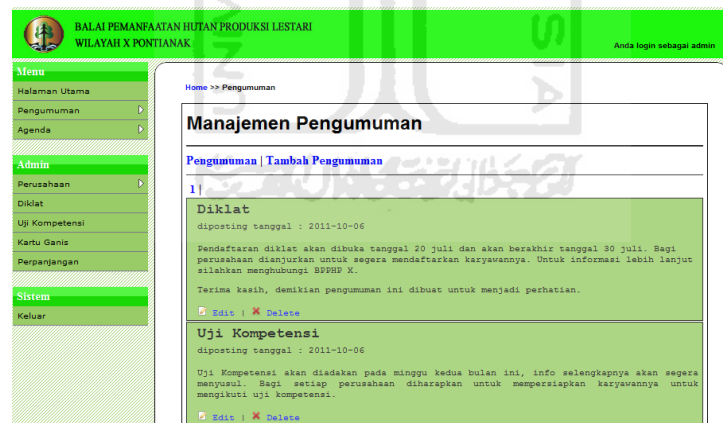 BALAI PEMANFAATAN HUTAN PRODUKSI LESTARI
WILAYAH X PONTIANAK
Anda login sebagai admin
Menu
Halaman Utama
Pengumuman
Agenda
Admin
Perusahaan
Diklat
Uji Kompetensi
Kartu Ganis
Perpanjangan
Sistem
Keluar
Home >> Pengumuman
Manajemen Pengumuman
Pengumuman | Tambah Pengumuman
1 |
Diklat
diposting tanggal : 2011-10-06
Pendaftaran diklat akan dibuka tanggal 20 juli dan akan berakhir tanggal 30 juli. Bagi
perusahaan dianjurkan untuk segera mendaftarkan karyawannya. Untuk informasi lebih lanjut
silahkan menghubungi BPPHP X.
Terima kasih, demikian pengumuman ini dibuat untuk menjadi perhatian.
Edit | Delete
Uji Kompetensi
diposting tanggal : 2011-10-06
Uji Kompetensi akan diadakan pada minggu kedua bulan ini, info selengkapnya akan segera
menyusul. Bagi setiap perusahaan diharapkan untuk mempersiapkan karyawannya untuk
mengikuti uji kompetensi.
Edit | Delete